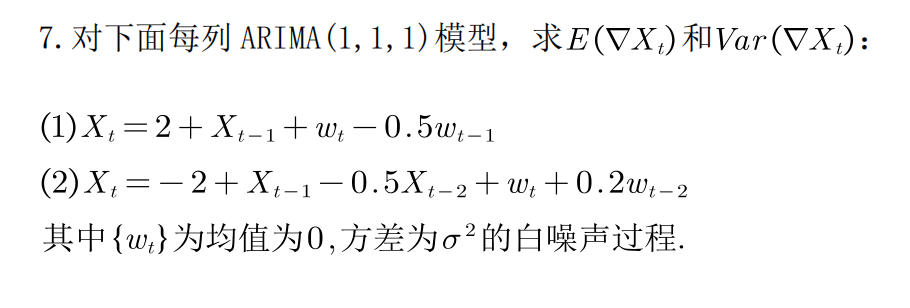 7. 对下面每列 ARIMA(1,1,1)模型，求$E(\nabla X_t)$和$Var(\nabla X_t)$：
(1)$X_t=2+X_{t-1}+w_t-0.5w_{t-1}$
(2)$X_t=-2+X_{t-1}-0.5X_{t-2}+w_t+0.2w_{t-2}$
其中$\{w_t\}$为均值为0,方差为$\sigma^2$的白噪声过程.